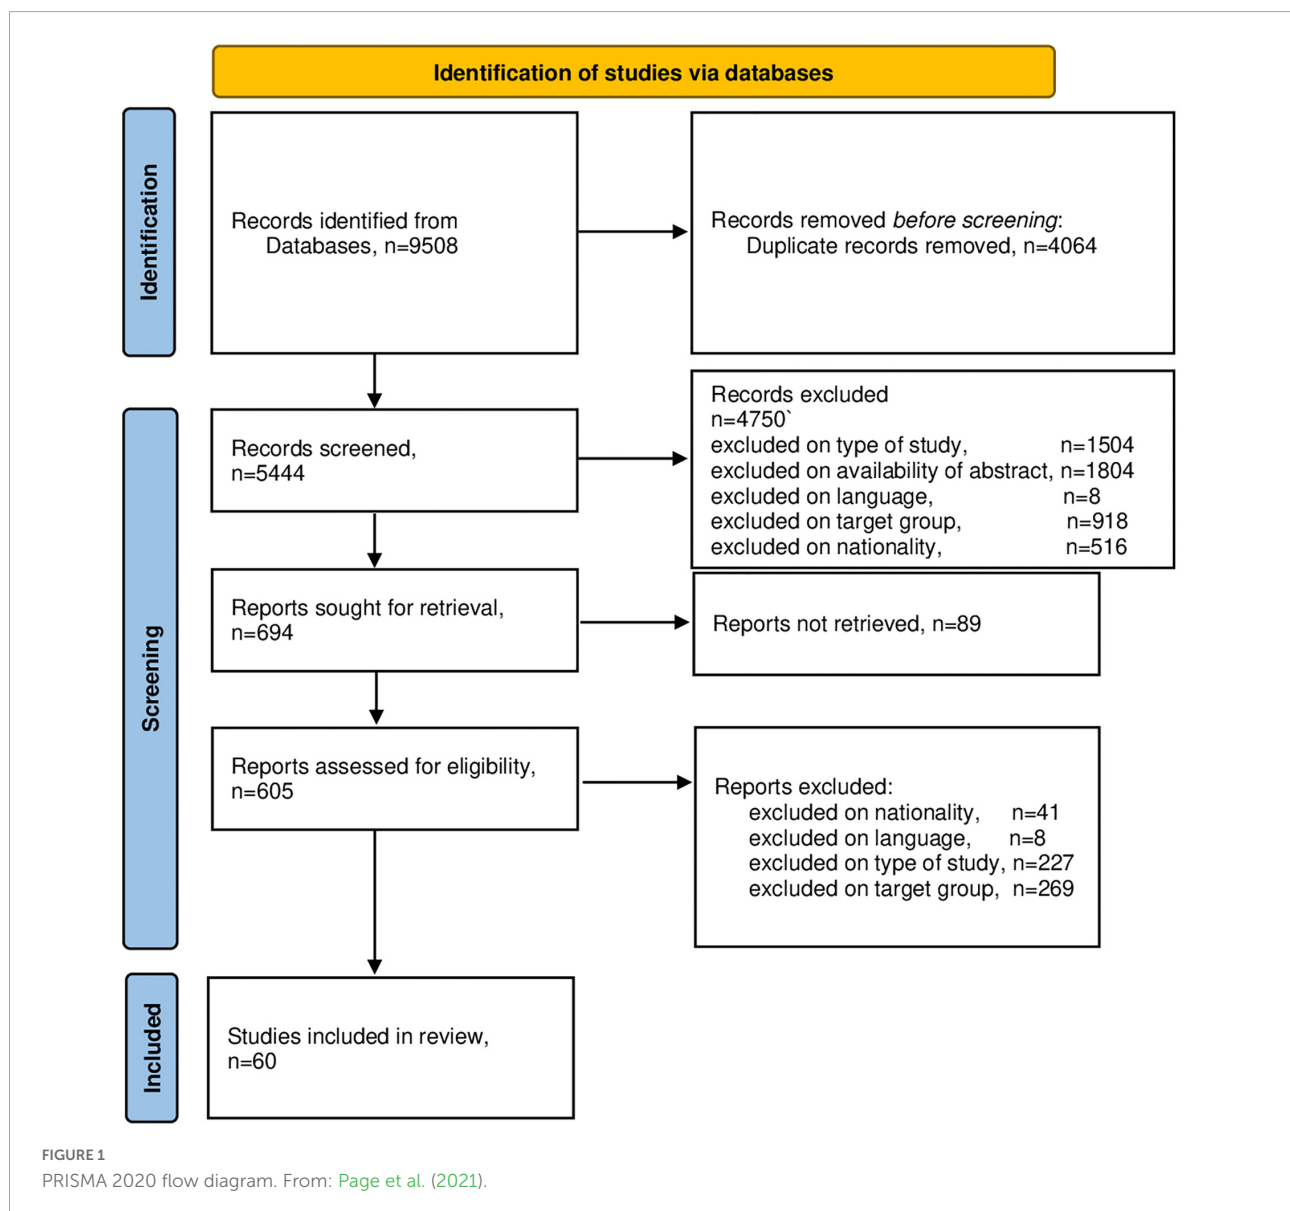 Identification of studies via databases
Identification
Records identified from
Databases, n=9508
Records removed before screening:
Duplicate records removed, n=4064
Screening
Records screened,
n=5444
Records excluded
n=4750`
excluded on type of study, n=1504
excluded on availability of abstract, n=1804
excluded on language, n=8
excluded on target group, n=918
excluded on nationality, n=516
Reports sought for retrieval,
n=694
Reports not retrieved, n=89
Reports assessed for eligibility,
n=605
Reports excluded:
excluded on nationality, n=41
excluded on language, n=8
excluded on type of study, n=227
excluded on target group, n=269
Included
Studies included in review,
n=60
FIGURE 1
PRISMA 2020 flow diagram. From: Page et al. (2021).